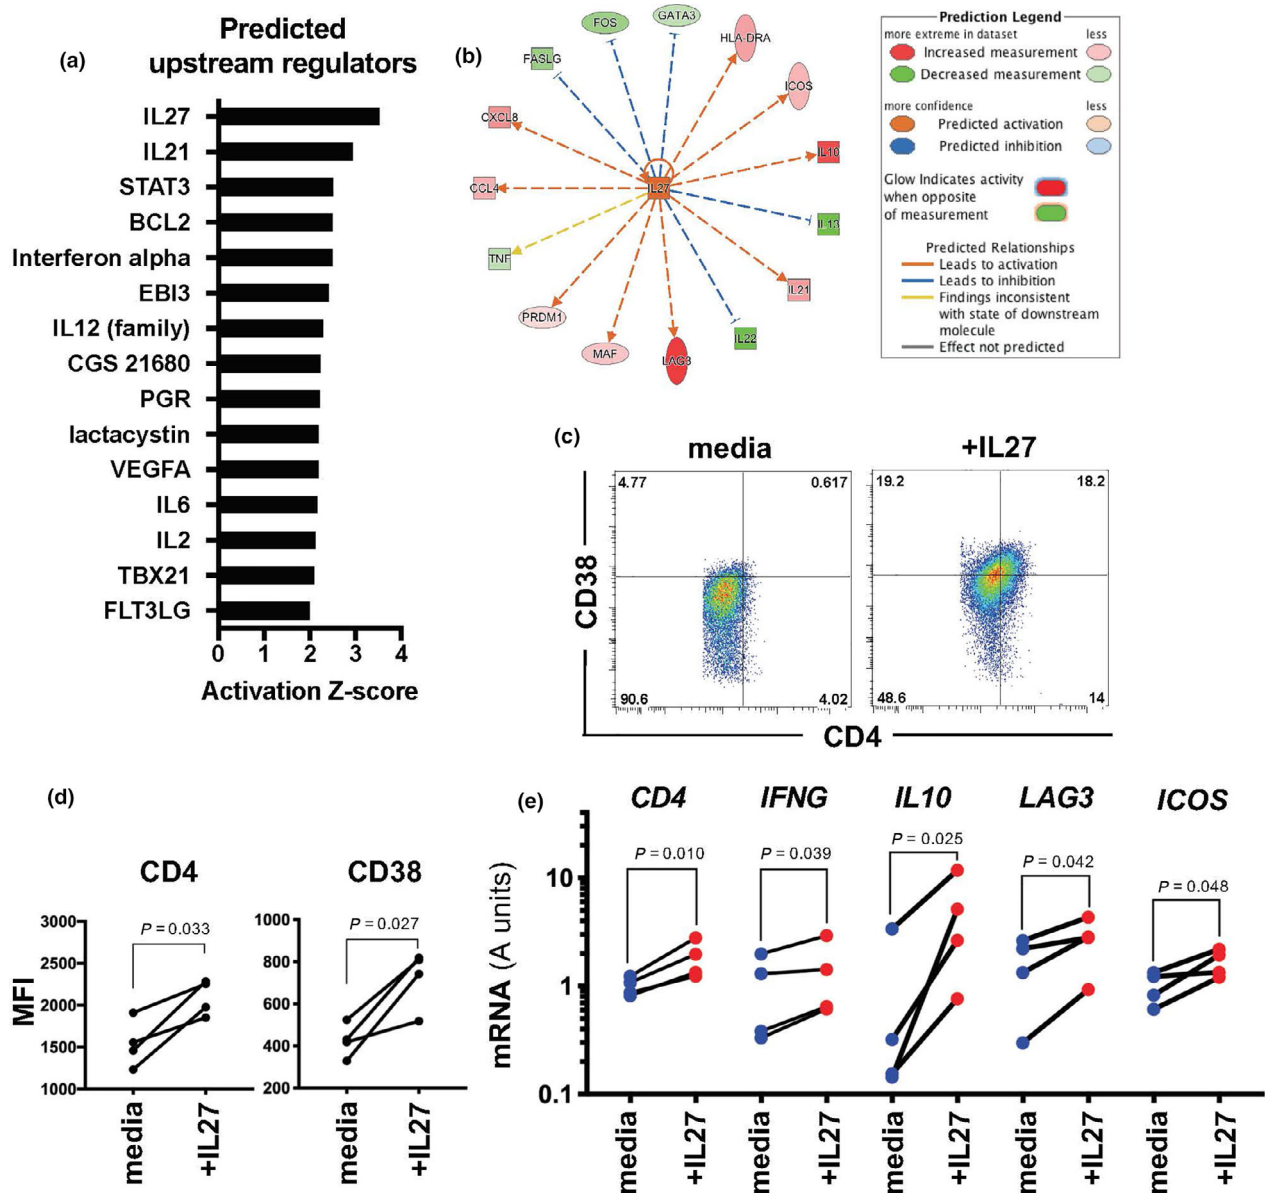 (a)
Predicted
upstream regulators
IL27
IL21
STAT3
BCL2
Interferon alpha
EBI3
IL12 (family)
CGS 21680
PGR
lactacystin
VEGFA
IL6
IL2
TBX21
FLT3LG
0 1 2 3 4
Activation Z-score
(b)
FOS
GATA3
HLA-DRA
FASLG
ICOS
CXCL8
IL10
CCL4
IL27
IL13
TNF
IL21
PRDM1
IL22
MAF
LAG3
Prediction Legend
more extreme in dataset less
Increased measurement
Decreased measurement
more confidence less
Predicted activation
Predicted inhibition
Glow Indicates activity
when opposite
of measurement
Predicted Relationships
Leads to activation
Leads to inhibition
Findings inconsistent
with state of downstream
molecule
Effect not predicted
(c)
media +IL27
4.77 0.617 19.2 18.2
CD38
90.6 4.02 48.6 14
CD4
(d)
CD4 CD38
MFI
3000
2500
2000
1500
1000
P = 0.033
1000
800
600
400
200
P = 0.027
media +IL27 media +IL27
(e)
CD4 IFNG IL10 LAG3 ICOS
mRNA (A units)
10
1
0.1
P = 0.010 P = 0.039 P = 0.025 P = 0.042 P = 0.048
media +IL27 media +IL27 media +IL27 media +IL27 media +IL27